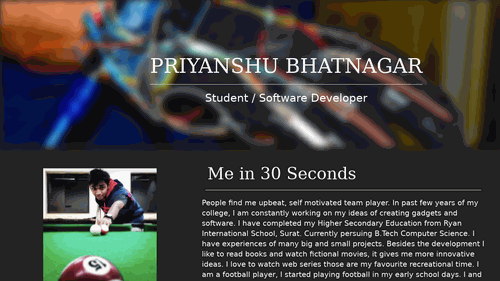 PRIYANSHU BHATNAGAR
Student / Software Developer
Me in 30 Seconds
People find me upbeat, self motivated team player. In past few years of my
college, I am constantly working on my ideas of creating gadgets and
software. I have completed my Higher Secondary Education from Ryan
International School, Surat. Currently persuing B.Tech Computer Science. I
have experiences of many big and small projects. Besides the development I
like to read books and watch fictional movies, it gives me more innovative
ideas. I love to watch web series those are my favourite recreational time. I
am a football player, I started playing football in my early school days. I and